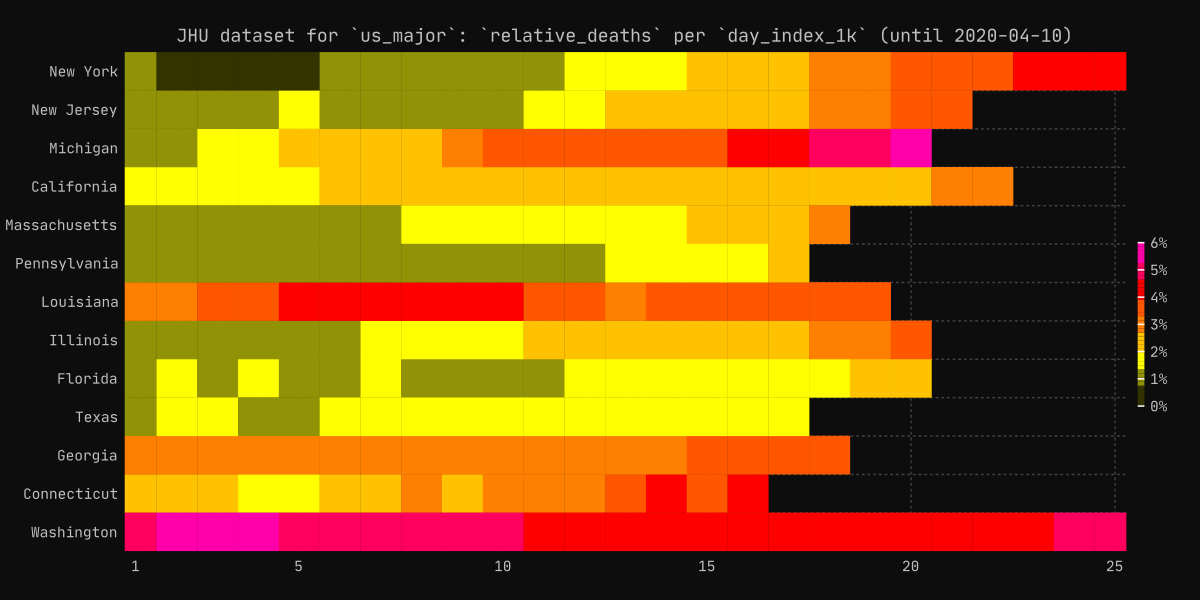 JHU dataset for `us_major`: `relative_deaths` per `day_index_1k` (until 2020-04-10)
New York
New Jersey
Michigan
California
Massachusetts
Pennsylvania
Louisiana
Illinois
Florida
Texas
Georgia
Connecticut
Washington
6%
5%
4%
3%
2%
1%
0%
1 5 10 15 20 25